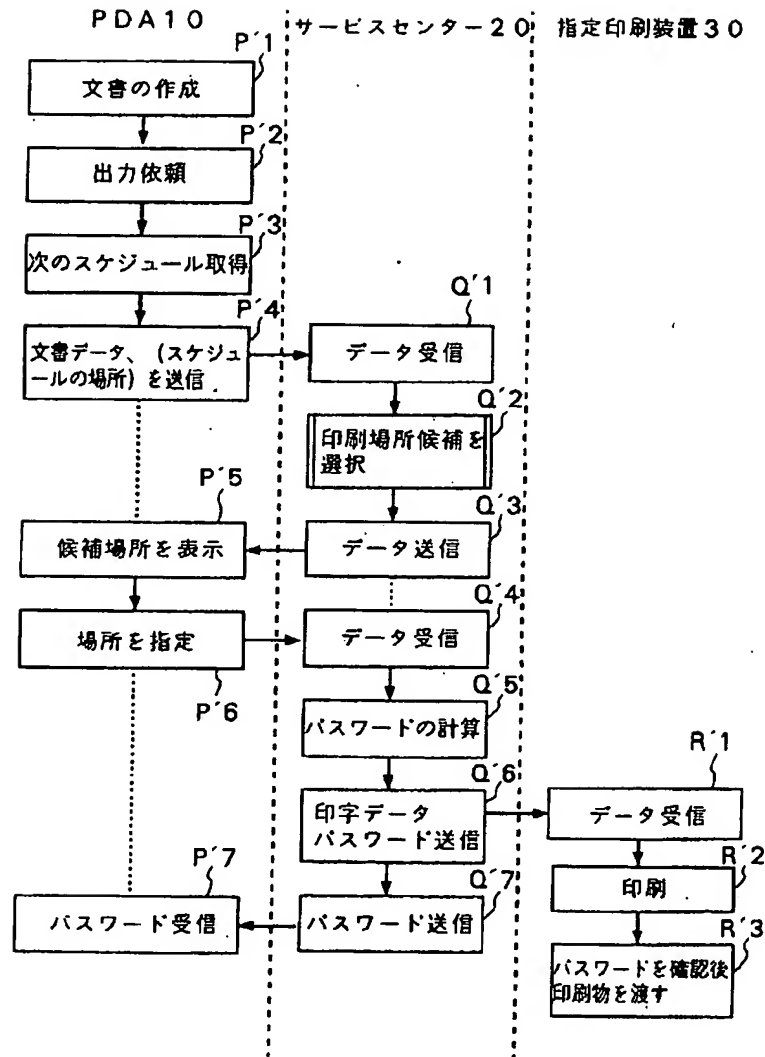 PDA10
サービスセンター20
指定印刷装置30
P´1
文書の作成
P´2
出力依頼
P´3
次のスケジュール取得
P´4
文書データ、(スケジュ
ールの場所)を送信
Q´1
データ受信
Q´2
印刷場所候補を
選択
Q´3
データ送信
P´5
候補場所を表示
P´6
場所を指定
Q´4
データ受信
Q´5
パスワードの計算
Q´6
印字データ
パスワード送信
R´1
データ受信
R´2
印刷
Q´7
パスワード送信
P´7
パスワード受信
R´3
パスワードを確認後
印刷物を渡す